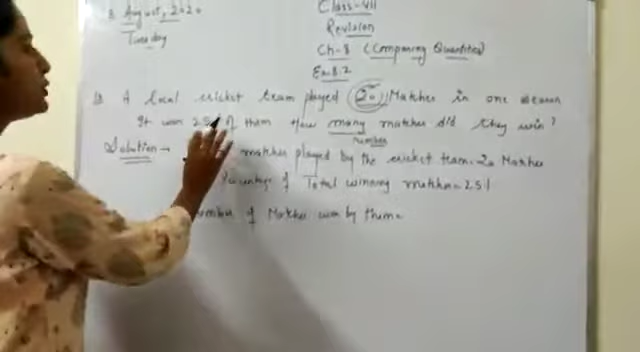 8 August, 2020
Tuesday
Class-VII
Revision
Ch-8 (Comparing Quantities)
Ex-8.2
A local cricket team played 20 Matches in one season
It won 25% of them How many matches did they win?
Solution → matches played by the cricket team = 20 Matches
number
Percentage of Total winning matches = 25%
Number of Matches won by them =